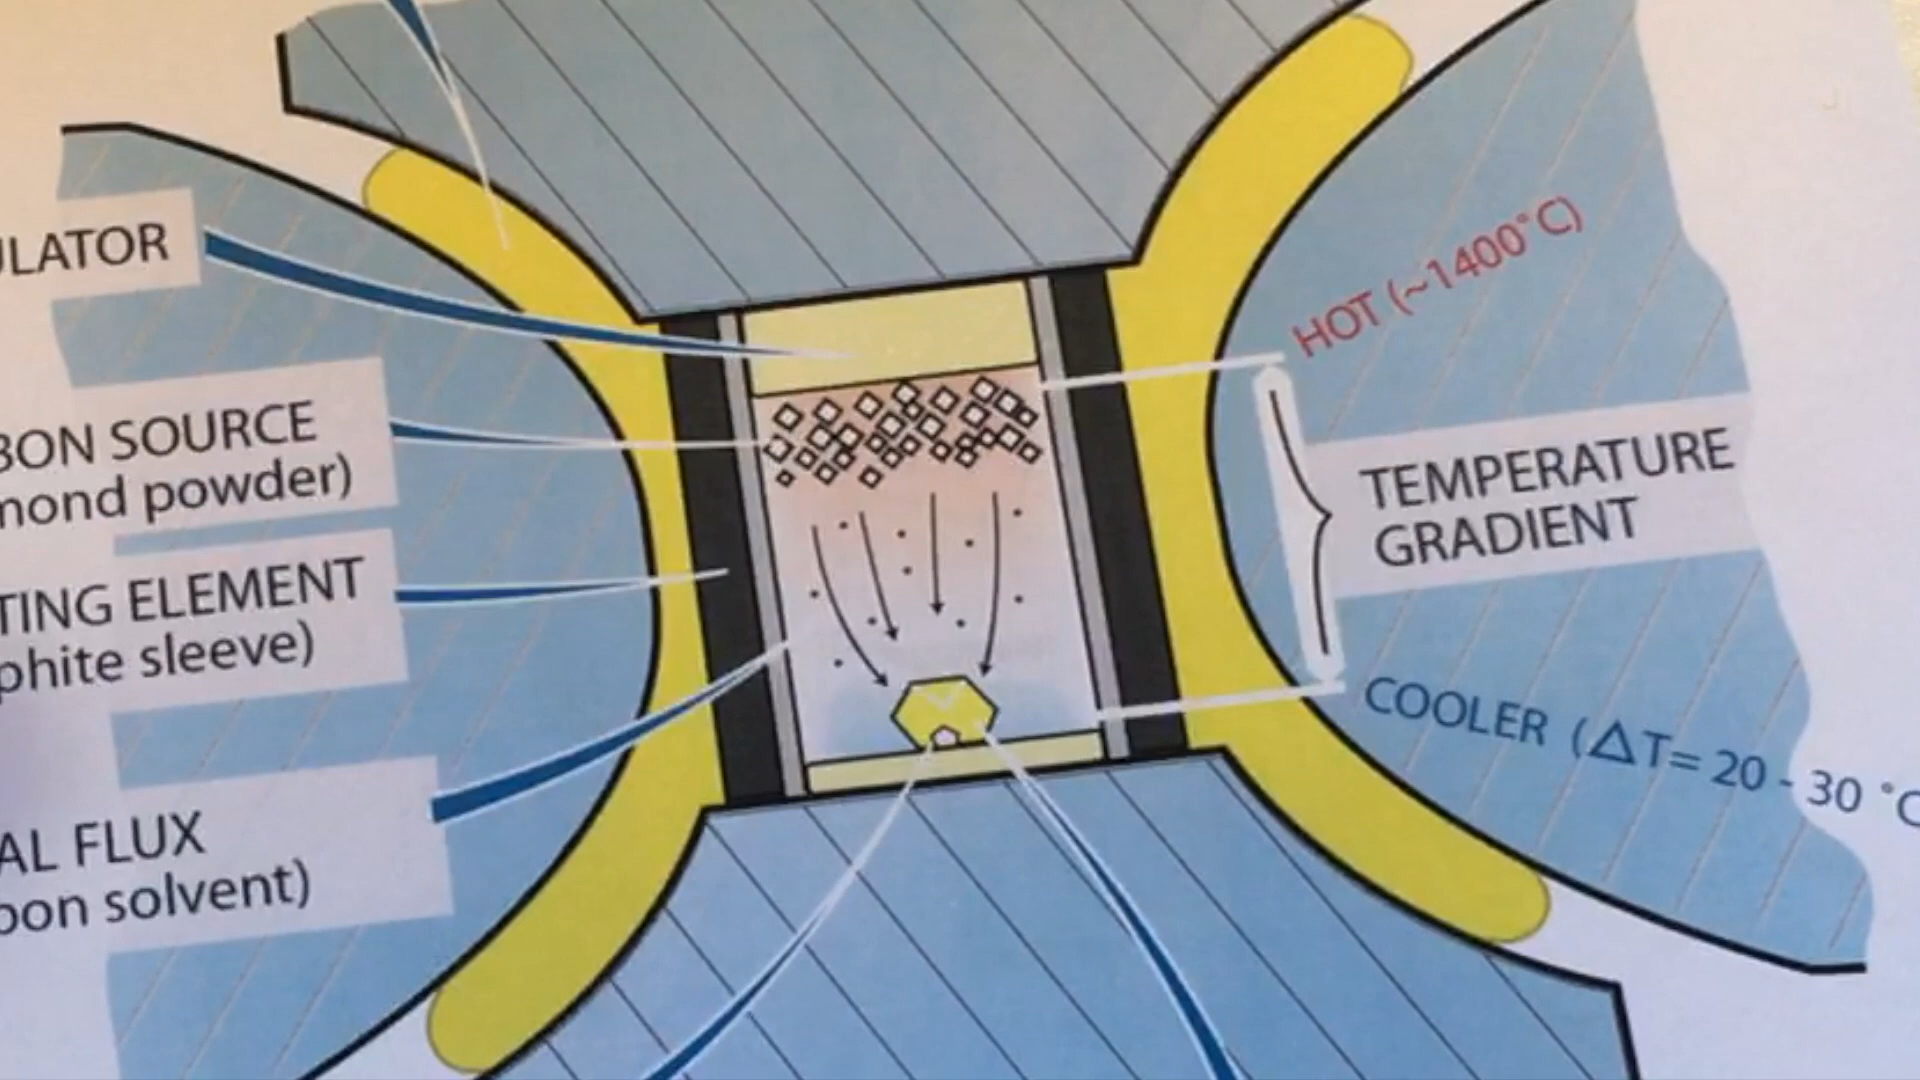 ULATOR
BON SOURCE
mond powder)
TING ELEMENT
phite sleeve)
AL FLUX
bon solvent)
HOT (~1400°C)
TEMPERATURE
GRADIENT
COOLER (ΔT= 20 - 30 °C